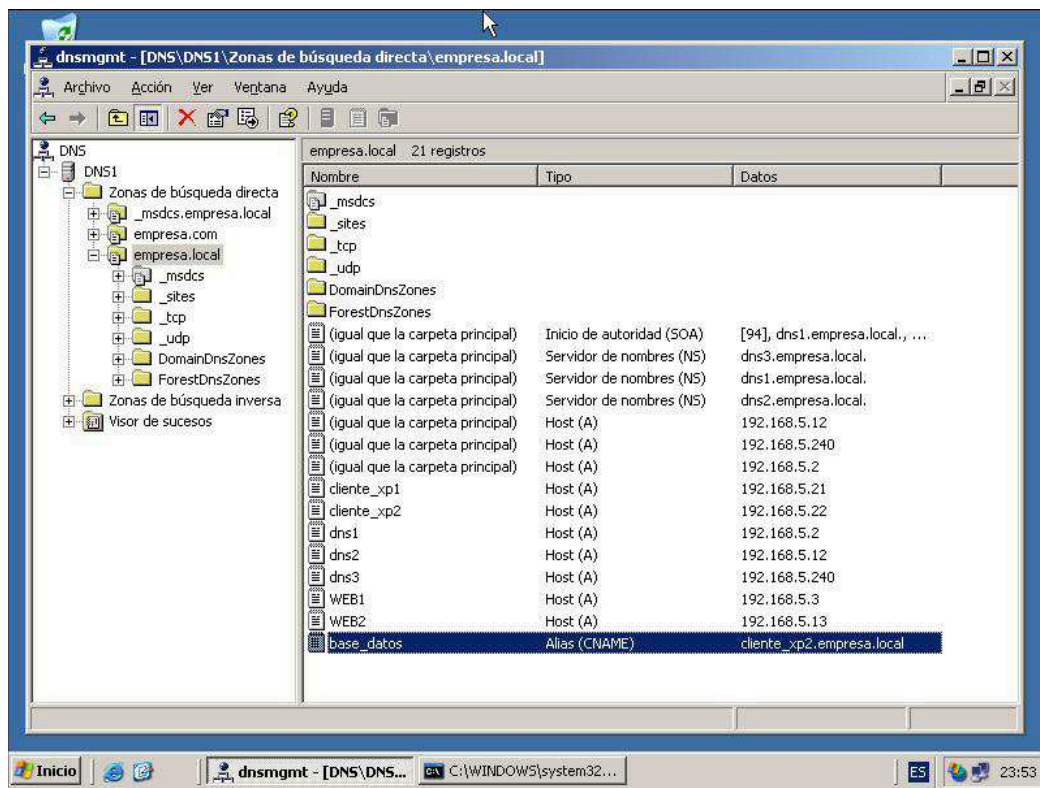 dnsmgmt - [DNS\DNS1\Zonas de búsqueda directa\empresa.local]
Archivo Acción Ver Ventana Ayuda
DNS
DNS1
Zonas de búsqueda directa
_msdcs.empresa.local
empresa.com
empresa.local
_msdcs
_sites
_tcp
_udp
DomainDnsZones
ForestDnsZones
Zonas de búsqueda inversa
Visor de sucesos
empresa.local 21 registros
Nombre Tipo Datos
_msdcs
_sites
_tcp
_udp
DomainDnsZones
ForestDnsZones
(igual que la carpeta principal) Inicio de autoridad (SOA) [94], dns1.empresa.local., ...
(igual que la carpeta principal) Servidor de nombres (NS) dns3.empresa.local.
(igual que la carpeta principal) Servidor de nombres (NS) dns1.empresa.local.
(igual que la carpeta principal) Servidor de nombres (NS) dns2.empresa.local.
(igual que la carpeta principal) Host (A) 192.168.5.12
(igual que la carpeta principal) Host (A) 192.168.5.240
(igual que la carpeta principal) Host (A) 192.168.5.2
cliente_xp1 Host (A) 192.168.5.21
cliente_xp2 Host (A) 192.168.5.22
dns1 Host (A) 192.168.5.2
dns2 Host (A) 192.168.5.12
dns3 Host (A) 192.168.5.240
WEB1 Host (A) 192.168.5.3
WEB2 Host (A) 192.168.5.13
base_datos Alias (CNAME) cliente_xp2.empresa.local
Inicio dnsmgmt - [DNS\DNS... C:\WINDOWS\system32... ES 23:53